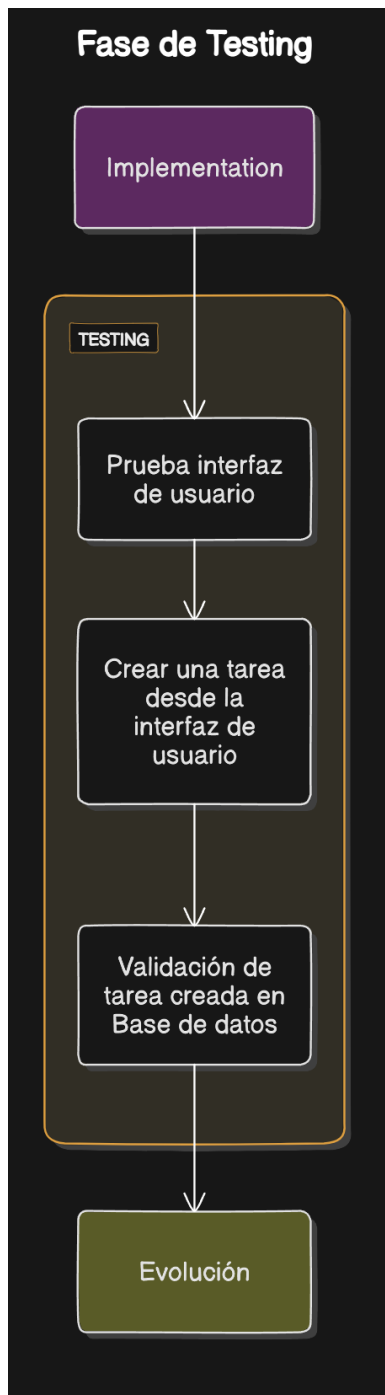 Fase de Testing
Implementation
TESTING
Prueba interfaz
de usuario
Crear una tarea
desde la
interfaz de
usuario
Validación de
tarea creada en
Base de datos
Evolución